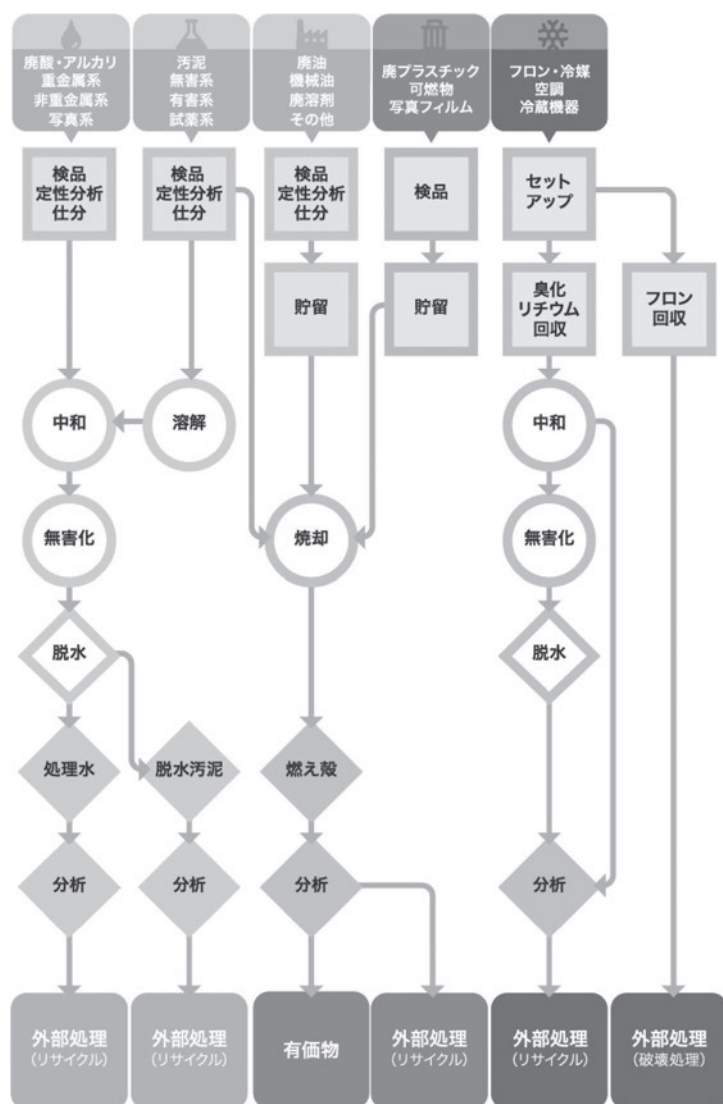 廃酸・アルカリ
重金属系
非重金属系
写真系
汚泥
無害系
有害系
試薬系
廃油
機械油
廃溶剤
その他
廃プラスチック
可燃物
写真フィルム
フロン・冷媒
空調
冷蔵機器
検品
定性分析
仕分
検品
定性分析
仕分
検品
定性分析
仕分
検品
セット
アップ
貯留
貯留
臭化
リチウム
回収
フロン
回収
中和
溶解
中和
無害化
焼却
無害化
脱水
脱水
処理水
脱水汚泥
燃え殻
分析
分析
分析
分析
外部処理
(リサイクル)
外部処理
(リサイクル)
有価物
外部処理
(リサイクル)
外部処理
(リサイクル)
外部処理
(破壊処理)